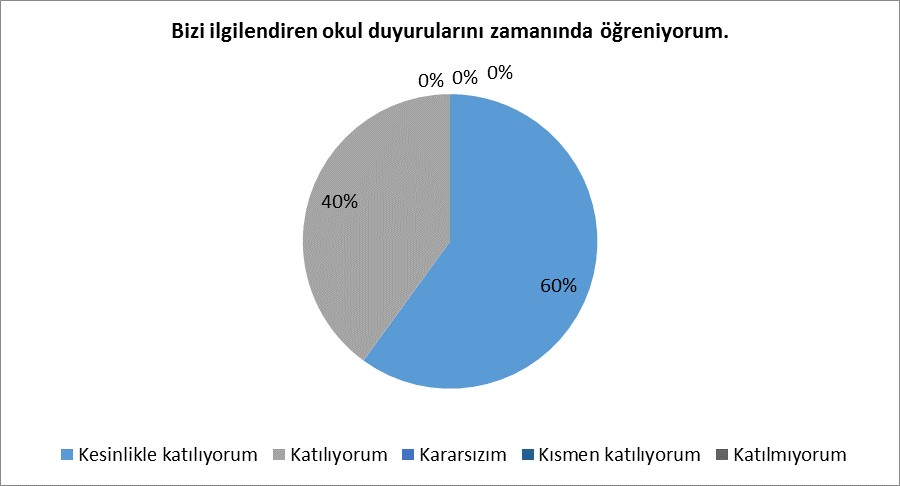 Bizi ilgilendiren okul duyurularını zamanında öğreniyorum.
0% 0% 0%
40%
60%
Kesinlikle katılıyorum Katılıyorum Kararsızım Kısmen katılıyorum Katılmıyorum